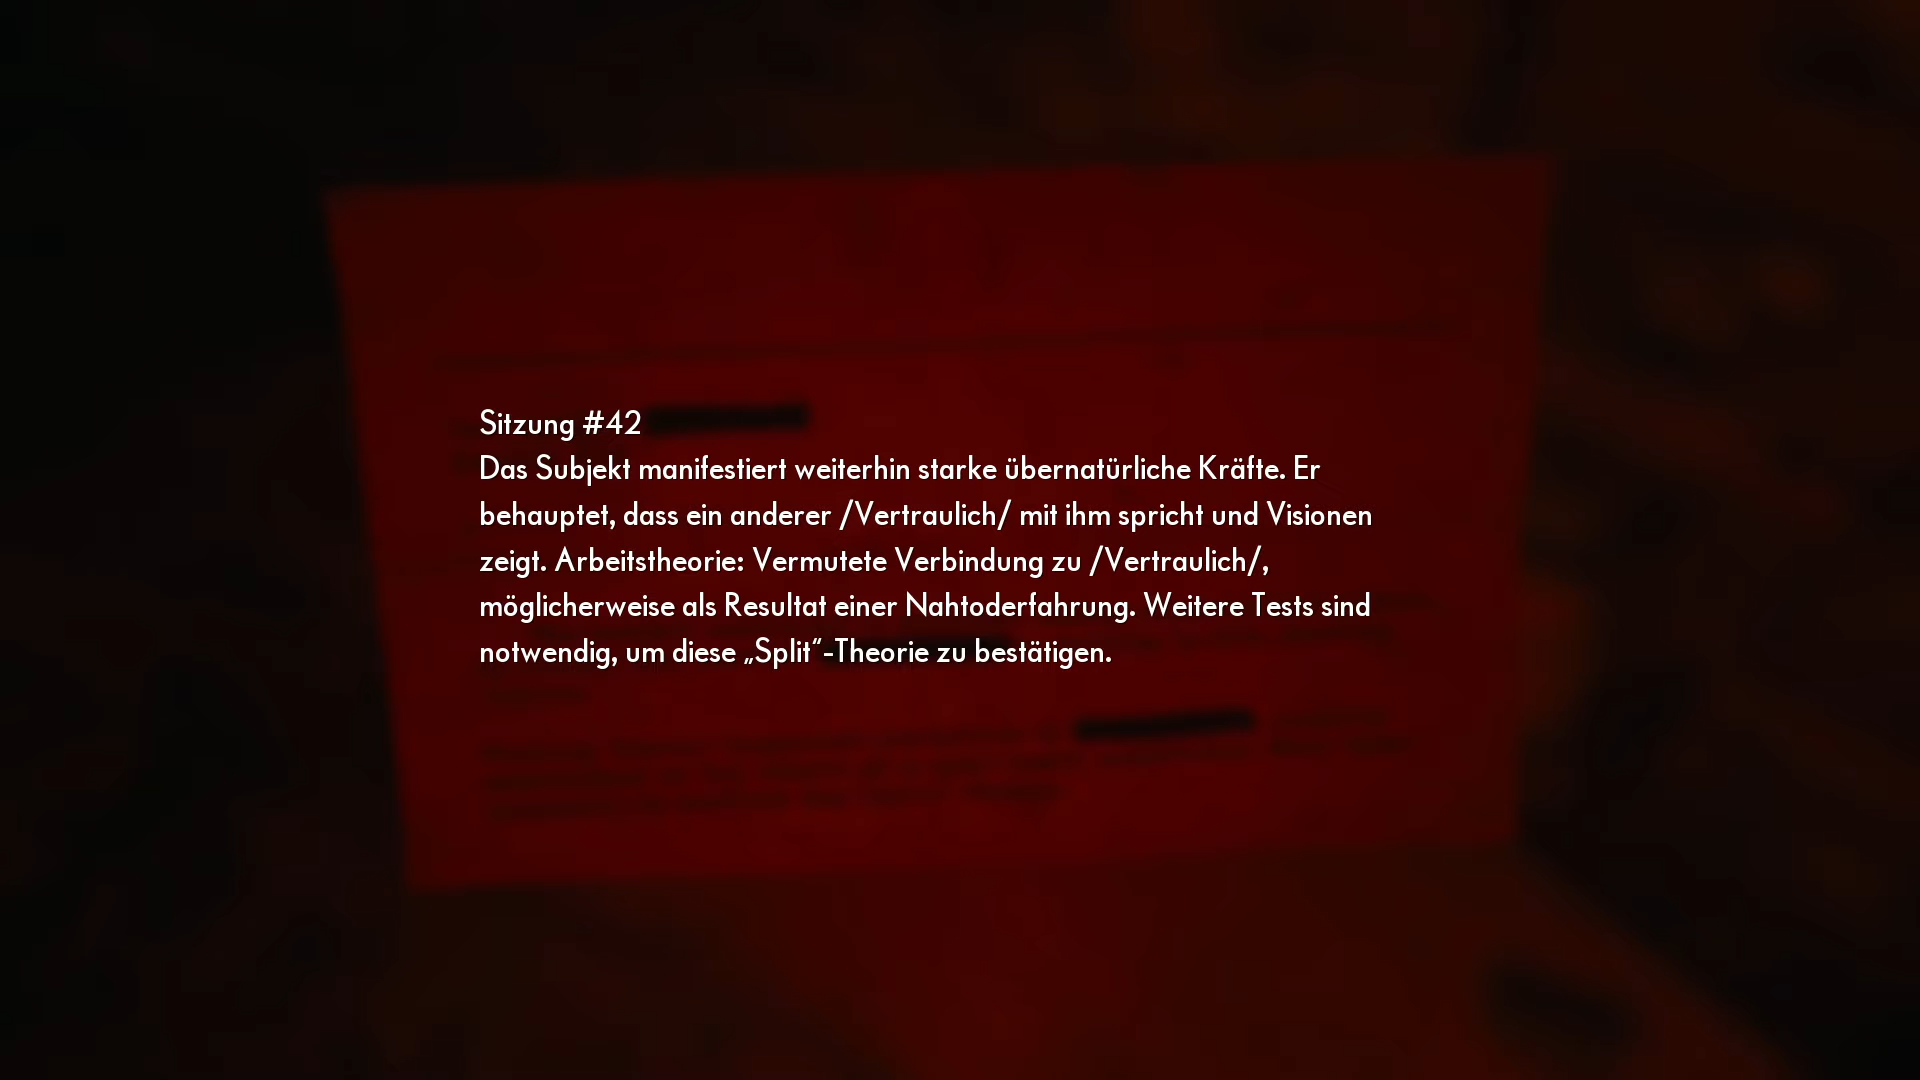 Sitzung #42
Das Subjekt manifestiert weiterhin starke übernatürliche Kräfte. Er
behauptet, dass ein anderer /Vertraulich/ mit ihm spricht und Visionen
zeigt. Arbeitstheorie: Vermutete Verbindung zu /Vertraulich/,
möglicherweise als Resultat einer Nahtoderfahrung. Weitere Tests sind
notwendig, um diese „Split“-Theorie zu bestätigen.